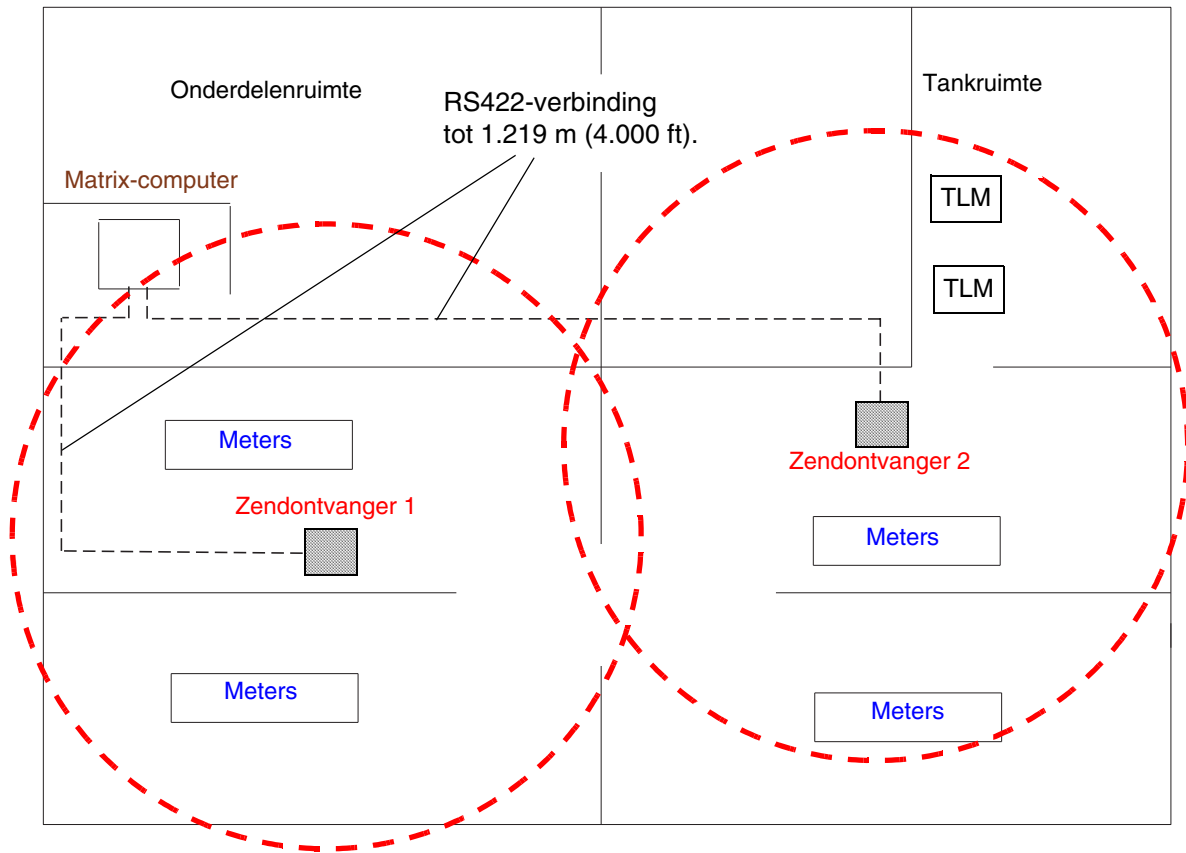 Onderdelenruimte
RS422-verbinding
tot 1.219 m (4.000 ft).
Tankruimte
Matrix-computer
TLM
TLM
Meters
Zendontvanger 2
Zendontvanger 1
Meters
Meters
Meters